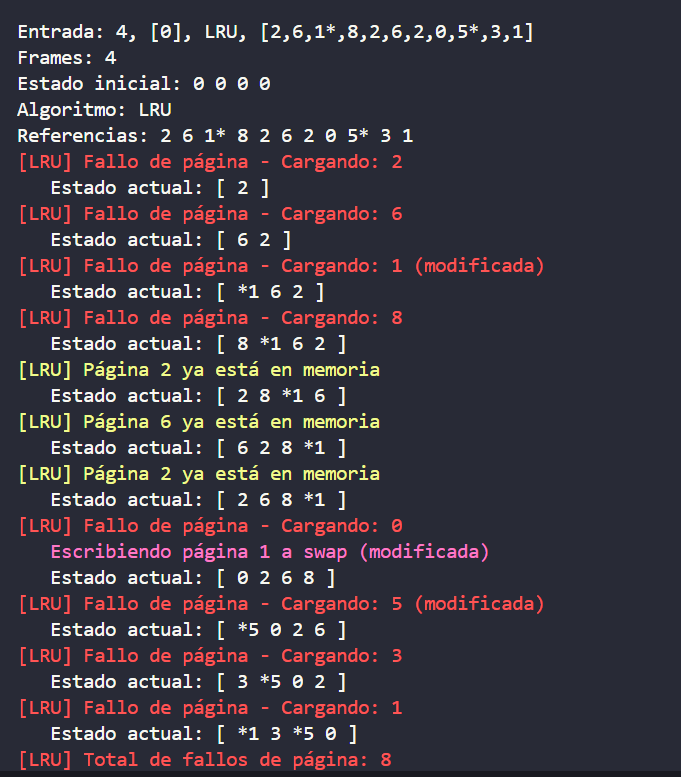 Entrada: 4, [0], LRU, [2,6,1*,8,2,6,2,0,5*,3,1]
Frames: 4
Estado inicial: 0 0 0 0
Algoritmo: LRU
Referencias: 2 6 1* 8 2 6 2 0 5* 3 1
[LRU] Fallo de página - Cargando: 2
Estado actual: [ 2 ]
[LRU] Fallo de página - Cargando: 6
Estado actual: [ 6 2 ]
[LRU] Fallo de página - Cargando: 1 (modificada)
Estado actual: [ *1 6 2 ]
[LRU] Fallo de página - Cargando: 8
Estado actual: [ 8 *1 6 2 ]
[LRU] Página 2 ya está en memoria
Estado actual: [ 2 8 *1 6 ]
[LRU] Página 6 ya está en memoria
Estado actual: [ 6 2 8 *1 ]
[LRU] Página 2 ya está en memoria
Estado actual: [ 2 6 8 *1 ]
[LRU] Fallo de página - Cargando: 0
Escribiendo página 1 a swap (modificada)
Estado actual: [ 0 2 6 8 ]
[LRU] Fallo de página - Cargando: 5 (modificada)
Estado actual: [ *5 0 2 6 ]
[LRU] Fallo de página - Cargando: 3
Estado actual: [ 3 *5 0 2 ]
[LRU] Fallo de página - Cargando: 1
Estado actual: [ *1 3 *5 0 ]
[LRU] Total de fallos de página: 8